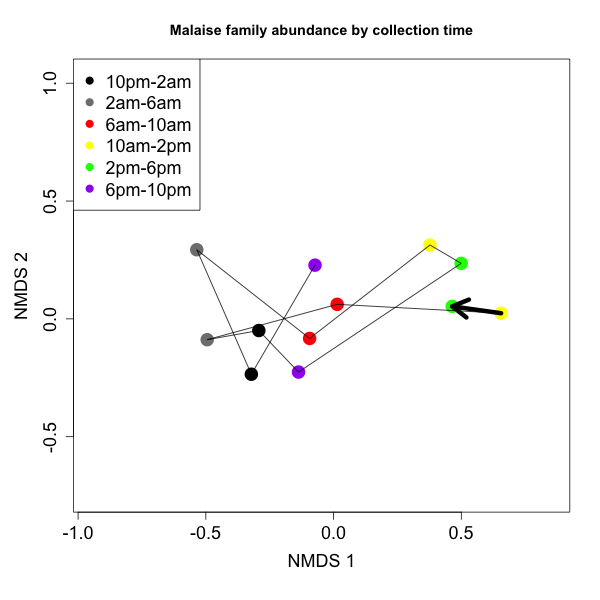 Malaise family abundance by collection time
10pm-2am
2am-6am
6am-10am
10am-2pm
2pm-6pm
6pm-10pm
1.0
0.5
0.0
-0.5
NMDS 2
-1.0 -0.5 0.0 0.5
NMDS 1